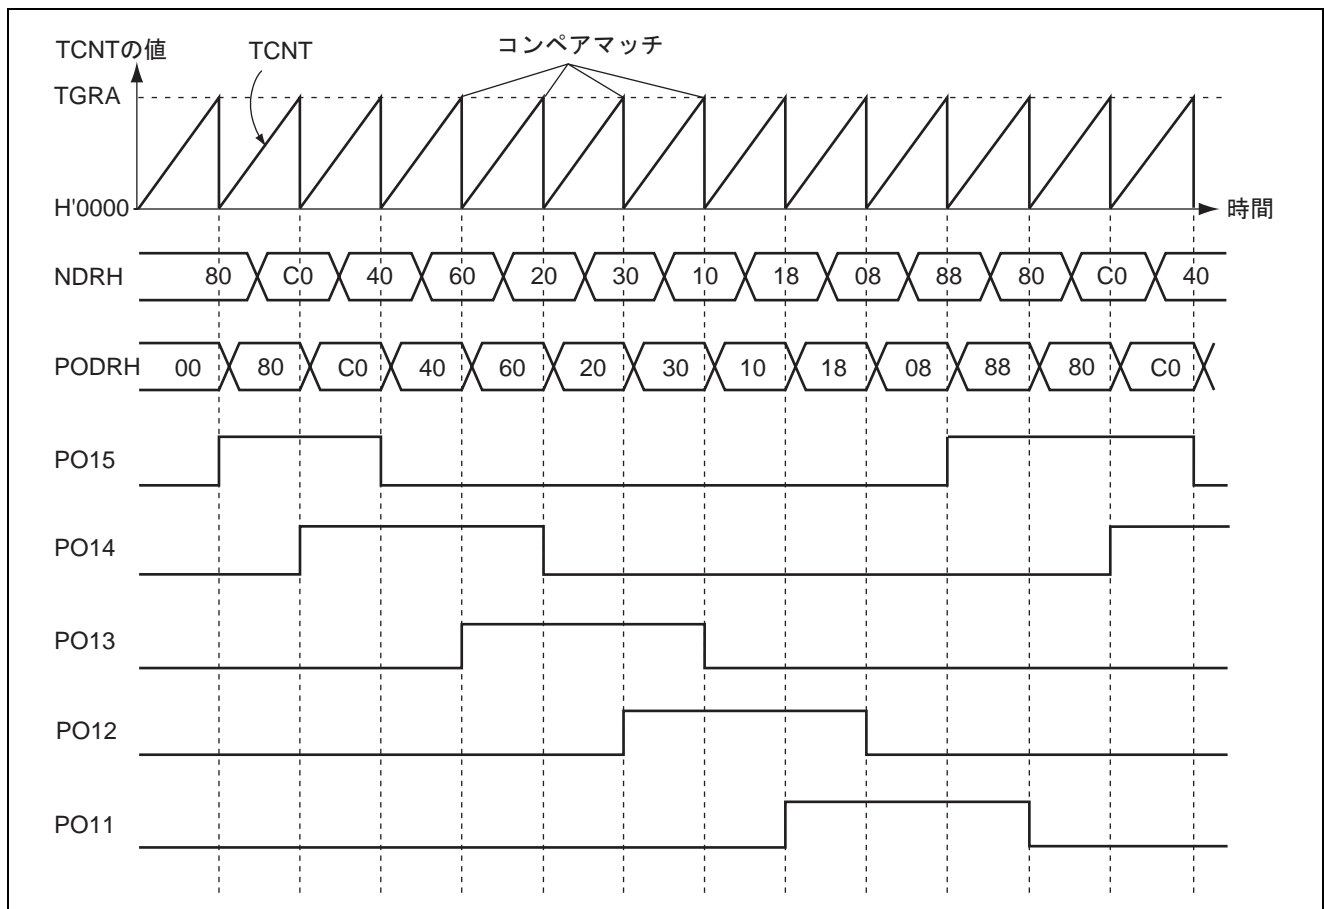 TCNTの値 TCNT コンペアマッチ
TGRA
H'0000 時間
NDRH 80 C0 40 60 20 30 10 18 08 88 80 C0 40
PODRH 00 80 C0 40 60 20 30 10 18 08 88 80 C0
PO15
PO14
PO13
PO12
PO11